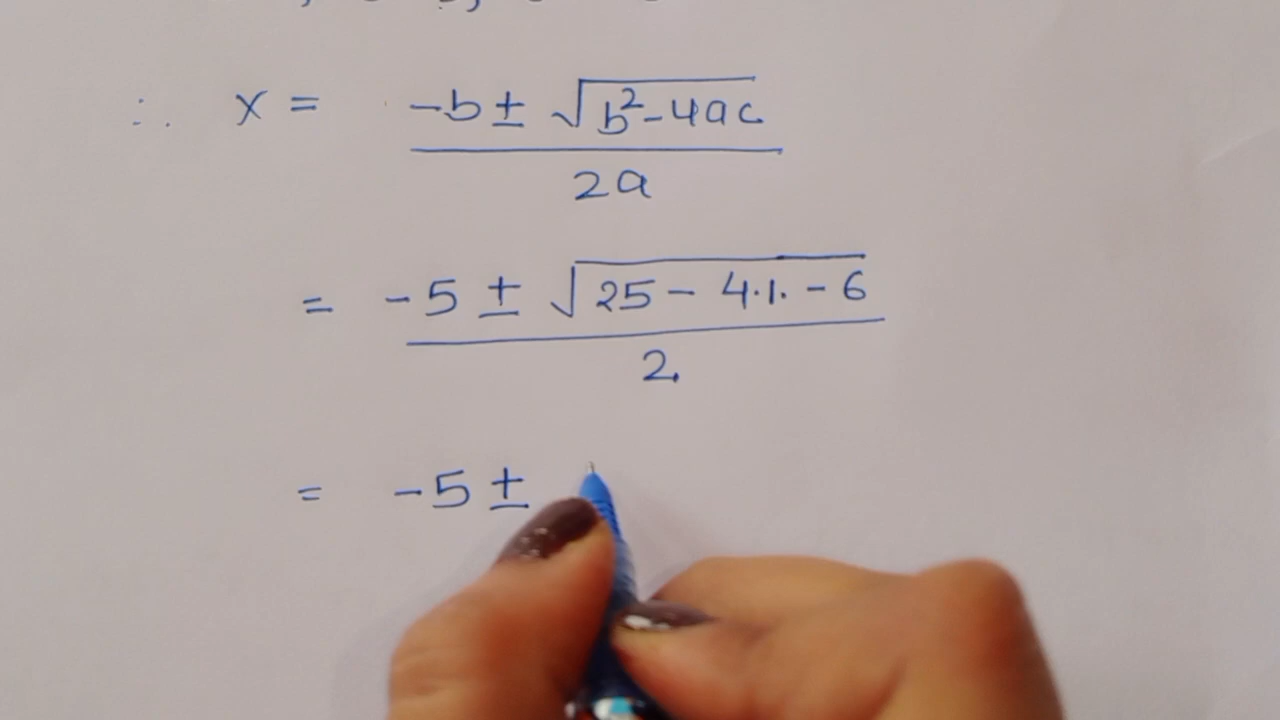 ∴ x = -b ± √b²-4ac
2a
= -5 ± √25 - 4.1. - 6
2
= -5 ±